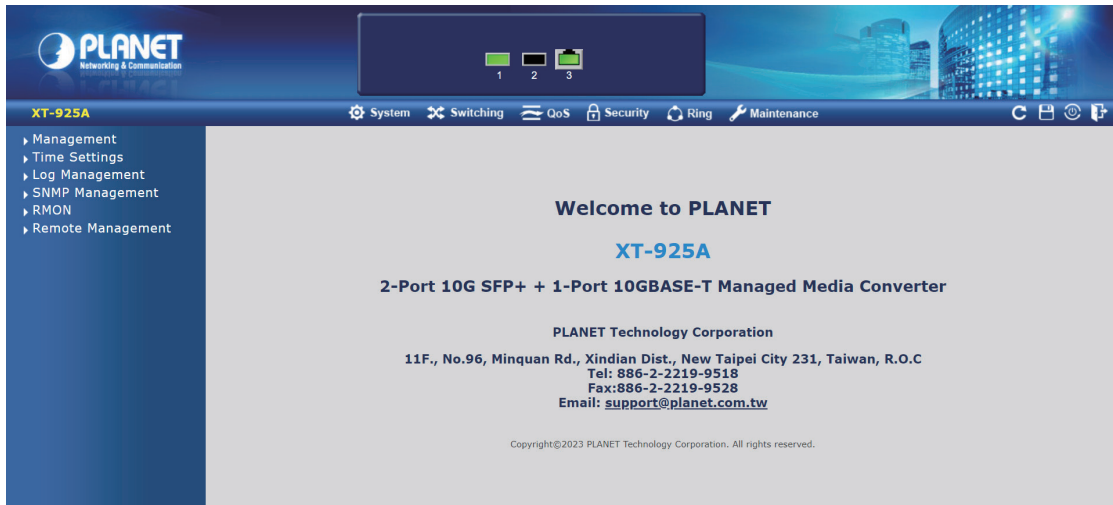 PLANET
Networking & Communication
1 2 3
XT-925A
System Switching QoS Security Ring Maintenance
Management
Time Settings
Log Management
SNMP Management
RMON
Remote Management
Welcome to PLANET
XT-925A
2-Port 10G SFP+ + 1-Port 10GBASE-T Managed Media Converter
PLANET Technology Corporation
11F., No.96, Minquan Rd., Xindian Dist., New Taipei City 231, Taiwan, R.O.C
Tel: 886-2-2219-9518
Fax:886-2-2219-9528
Email: support@planet.com.tw
Copyright©2023 PLANET Technology Corporation. All rights reserved.